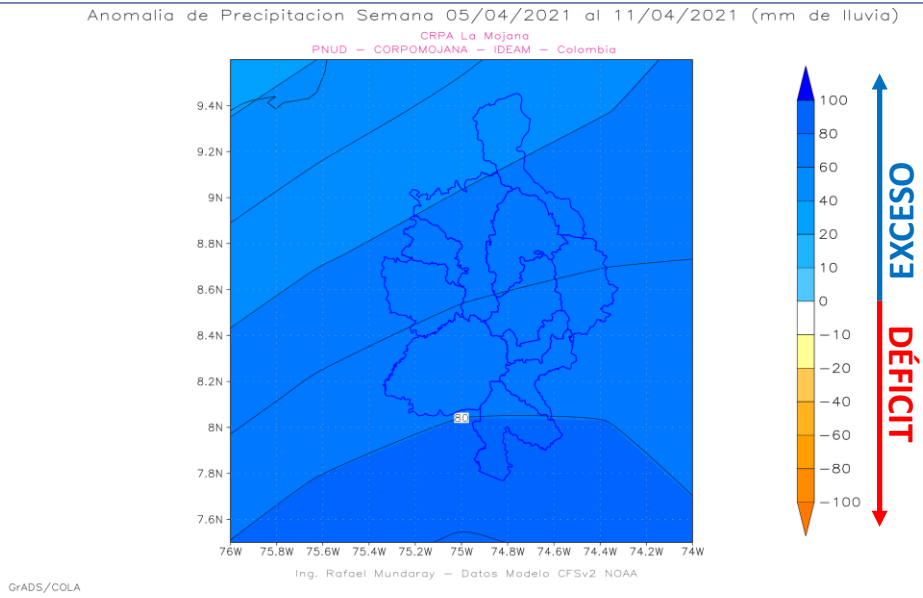 Anomalia de Precipitacion Semana 05/04/2021 al 11/04/2021 (mm de lluvia)
CRPA La Mojana
PNUD – CORPOMOJANA – IDEAM – Colombia
9.4N
9.2N
9N
8.8N
8.6N
8.4N
8.2N
8N
7.8N
7.6N
80
76W 75.8W 75.6W 75.4W 75.2W 75W 74.8W 74.6W 74.4W 74.2W 74W
100
80
60
40
20
10
0
−10
−20
−40
−60
−80
−100
EXCESO
DÉFICIT
Ing. Rafael Mundaray – Datos Modelo CFSv2 NOAA
GrADS/COLA